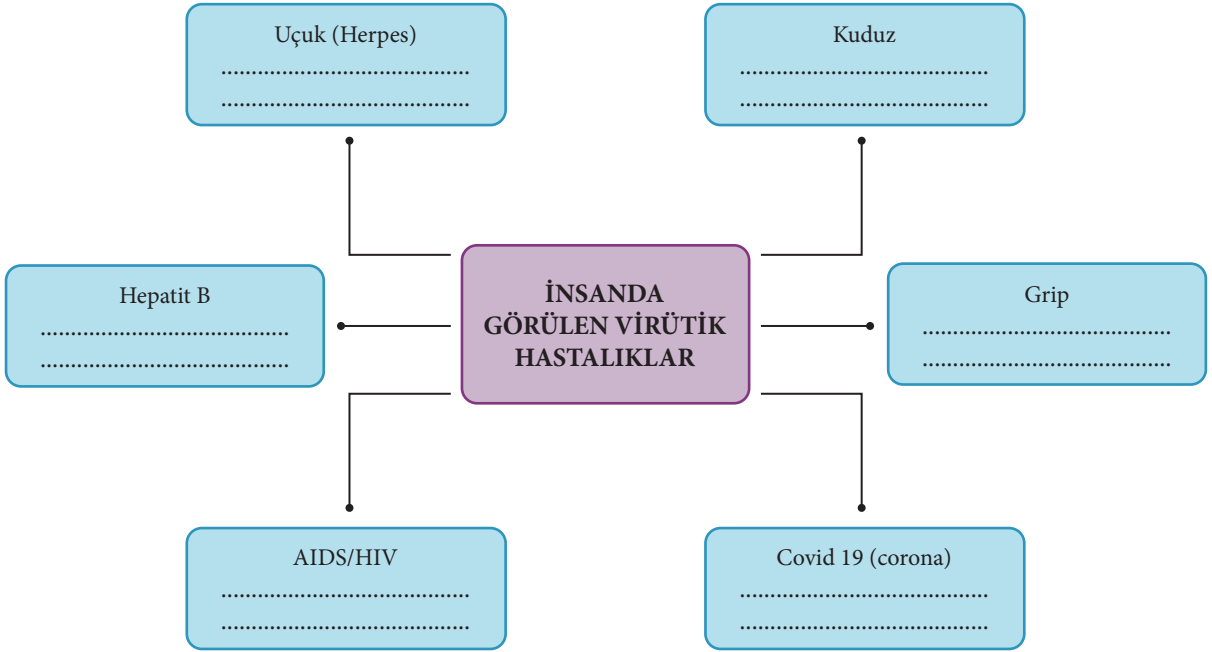 Uçuk (Herpes)
..........................................
..........................................
Kuduz
..........................................
..........................................
Hepatit B
..........................................
..........................................
İNSANDA
GÖRÜLEN VİRÜTİK
HASTALIKLAR
Grip
..........................................
..........................................
AIDS/HIV
..........................................
..........................................
Covid 19 (corona)
..........................................
..........................................